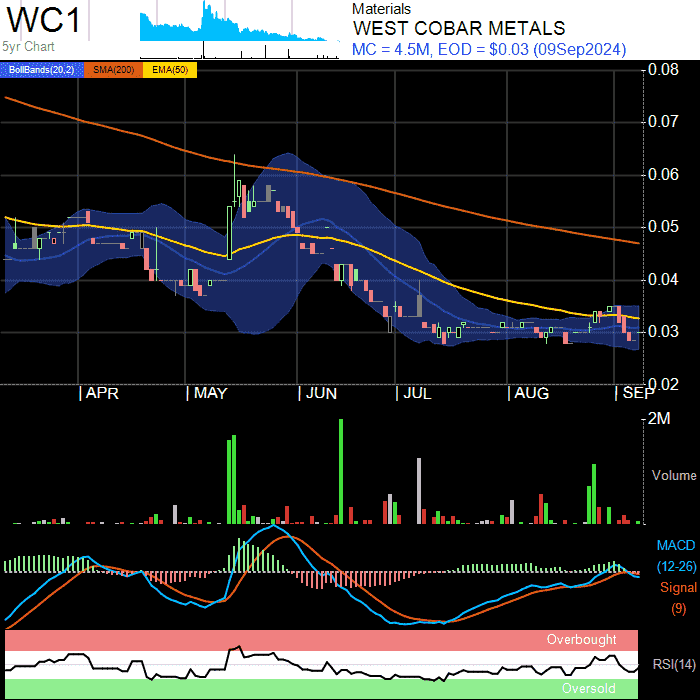 WC1
5yr Chart
Materials
WEST COBAR METALS
MC = 4.5M, EOD = $0.03 (09Sep2024)
BollBands(20,2) SMA(200) EMA(50)
0.08
0.07
0.06
0.05
0.04
0.03
0.02
APR MAY JUN JUL AUG SEP
2M
Volume
MACD
(12-26)
Signal
(9)
Overbought
RSI(14)
Oversold